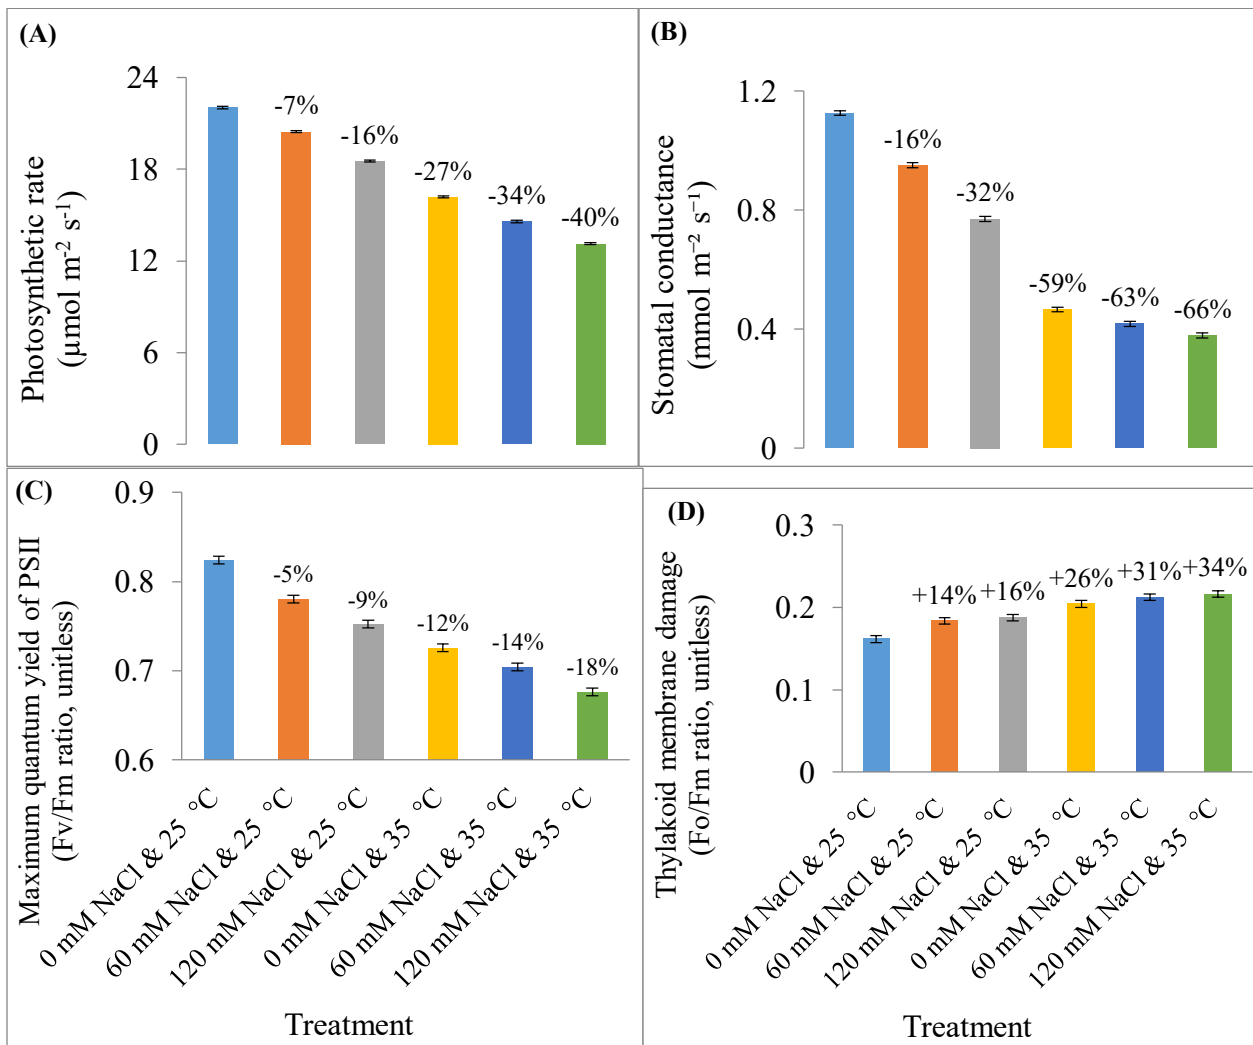 (A)
Photosynthetic rate
(µmol m⁻² s⁻¹)
24
18
12
6
0
-7%
-16%
-27%
-34%
-40%
(B)
Stomatal conductance
(mmol m⁻² s⁻¹)
1.2
0.8
0.4
0
-16%
-32%
-59%
-63%
-66%
(C)
Maximum quantum yield of PSII
(Fv/Fm ratio, unitless)
0.9
0.8
0.7
0.6
-5%
-9%
-12%
-14%
-18%
0 mM NaCl & 25 °C
60 mM NaCl & 25 °C
120 mM NaCl & 25 °C
0 mM NaCl & 35 °C
60 mM NaCl & 35 °C
120 mM NaCl & 35 °C
Treatment
(D)
Thylakoid membrane damage
(Fo/Fm ratio, unitless)
0.3
0.2
0.1
0
+14%
+16%
+26%
+31%
+34%
0 mM NaCl & 25 °C
60 mM NaCl & 25 °C
120 mM NaCl & 25 °C
0 mM NaCl & 35 °C
60 mM NaCl & 35 °C
120 mM NaCl & 35 °C
Treatment